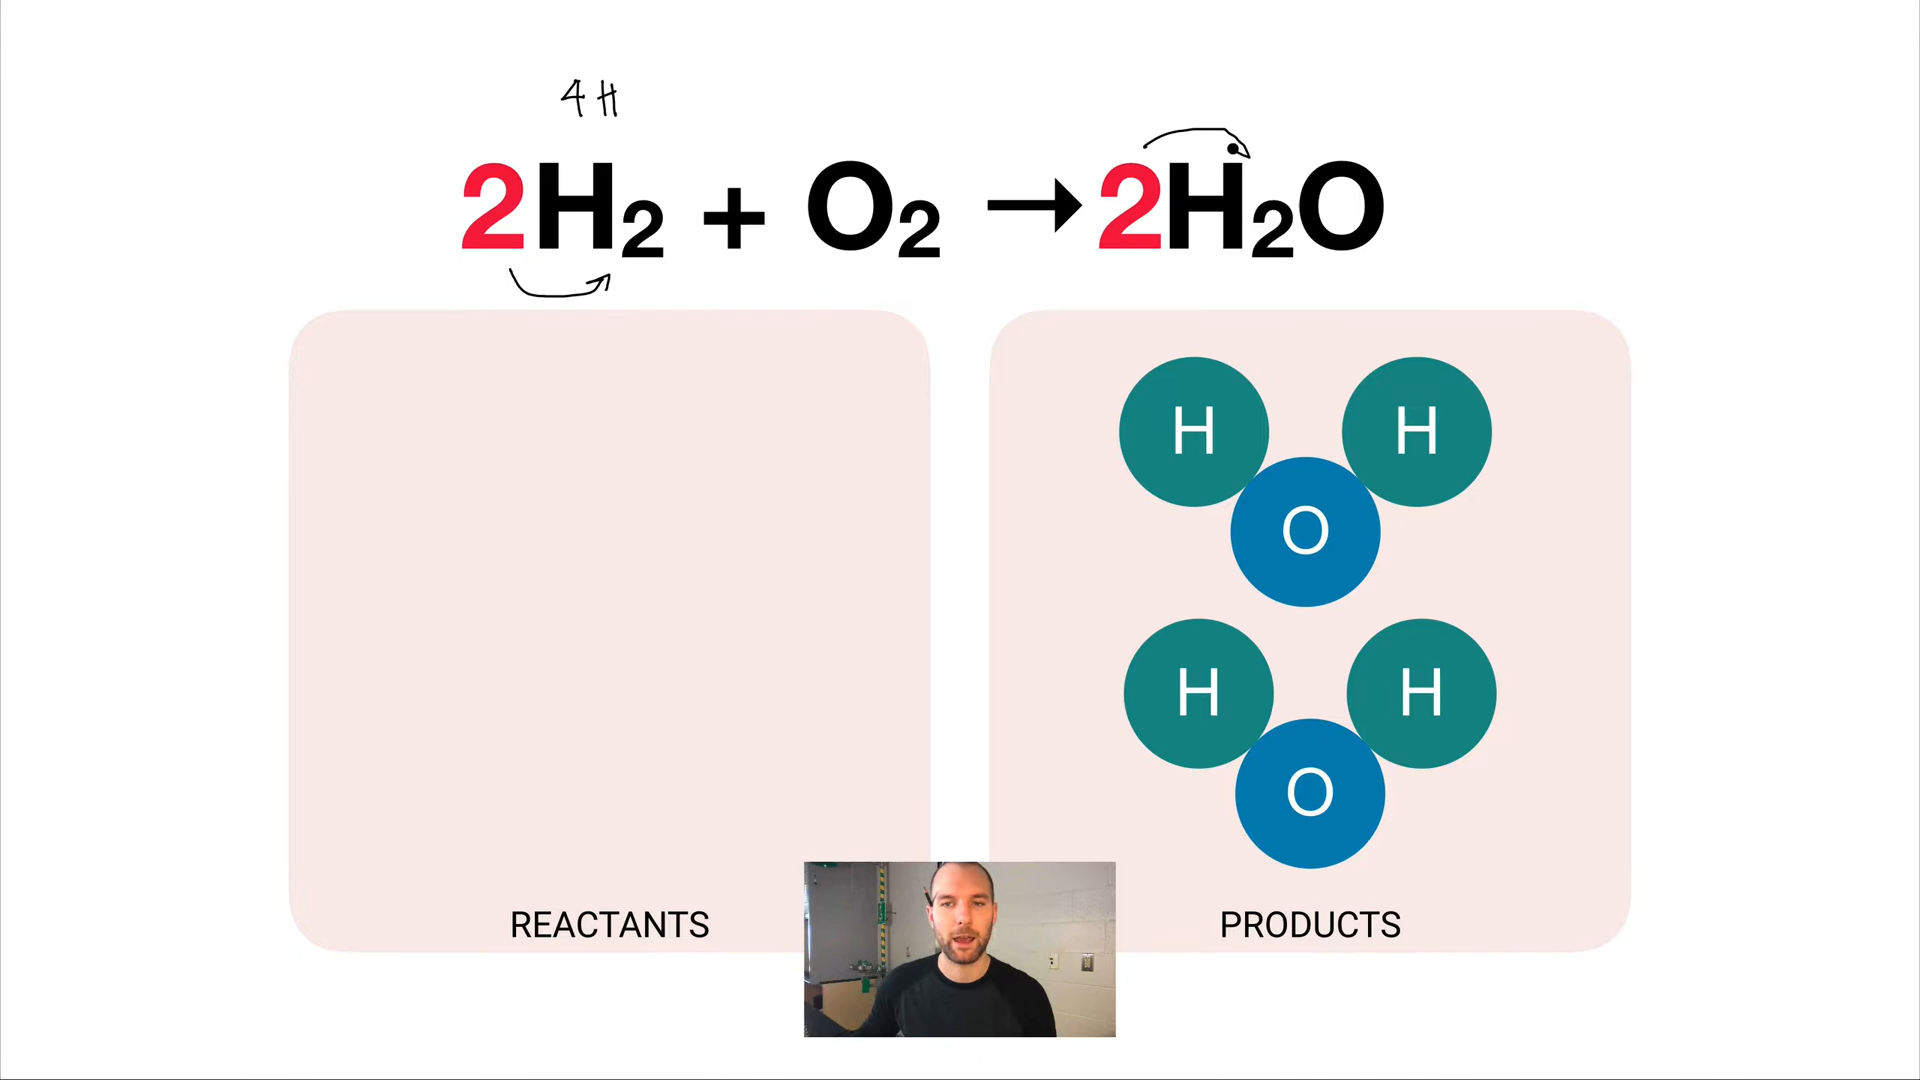 4 H
2H₂ + O₂ → 2H₂O
H H
O
H H
O
REACTANTS PRODUCTS